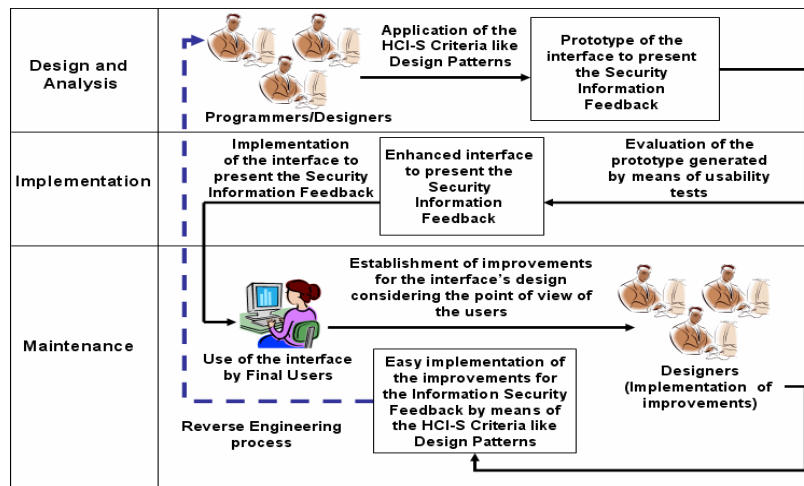 Design and
Analysis
Programmers/Designers
Application of the
HCI-S Criteria like
Design Patterns
Prototype of the
interface to present
the Security
Information
Feedback
Implementation
Implementation
of the interface to
present the Security
Information Feedback
Enhanced interface
to present the
Security
Information
Feedback
Evaluation of the
prototype generated
by means of usability
tests
Maintenance
Use of the interface
by Final Users
Establishment of improvements
for the interface's design
considering the point of view of
the users
Designers
(Implementation of
improvements)
Easy implementation of
the improvements for
the Information Security
Feedback by means of
the HCI-S Criteria like
Design Patterns
Reverse Engineering
process